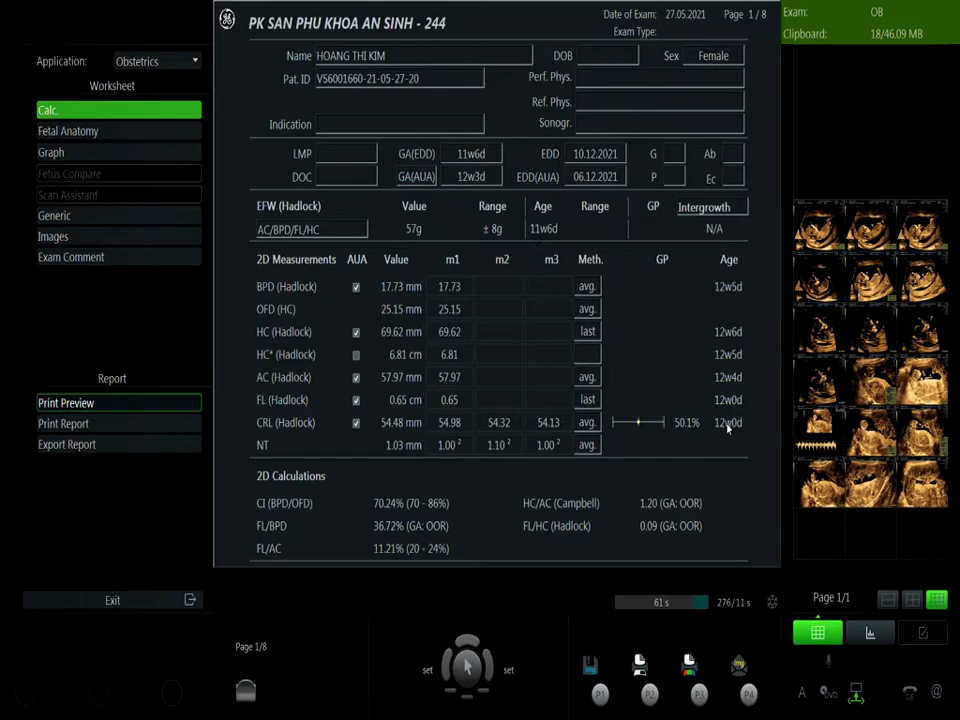 PK SAN PHU KHOA AN SINH - 244
Date of Exam: 27.05.2021 Page 1 / 8
Exam Type:
Exam: OB
Clipboard: 18/46.09 MB
Application: Obstetrics
Worksheet
Calc.
Fetal Anatomy
Graph
Fetus Compare
Scan Assistant
Generic
Images
Exam Comment
Report
Print Preview
Print Report
Export Report
Exit
Name HOANG THI KIM DOB Sex Female
Pat. ID VS6001660-21-05-27-20 Perf. Phys.
Ref. Phys.
Indication Sonogr.
LMP GA(EDD) 11w6d EDD 10.12.2021 G Ab
DOC GA(AUA) 12w3d EDD(AUA) 06.12.2021 P Ec
EFW (Hadlock) Value Range Age Range GP Intergrowth
AC/BPD/FL/HC 57g ± 8g 11w6d N/A
2D Measurements AUA Value m1 m2 m3 Meth. GP Age
BPD (Hadlock) 17.73 mm 17.73 avg. 12w5d
OFD (HC) 25.15 mm 25.15 avg.
HC (Hadlock) 69.62 mm 69.62 last 12w6d
HC* (Hadlock) 6.81 cm 6.81 12w5d
AC (Hadlock) 57.97 mm 57.97 avg. 12w4d
FL (Hadlock) 0.65 cm 0.65 last 12w0d
CRL (Hadlock) 54.48 mm 54.98 54.32 54.13 avg. 50.1% 12w0d
NT 1.03 mm 1.00 ² 1.10 ² 1.00 ² avg.
2D Calculations
CI (BPD/OFD) 70.24% (70 - 86%) HC/AC (Campbell) 1.20 (GA: OOR)
FL/BPD 36.72% (GA: OOR) FL/HC (Hadlock) 0.09 (GA: OOR)
FL/AC 11.21% (20 - 24%)
61 s 276/11 s
Page 1/1
Page 1/8
set set
P1 P2 P3 P4
A DVD @